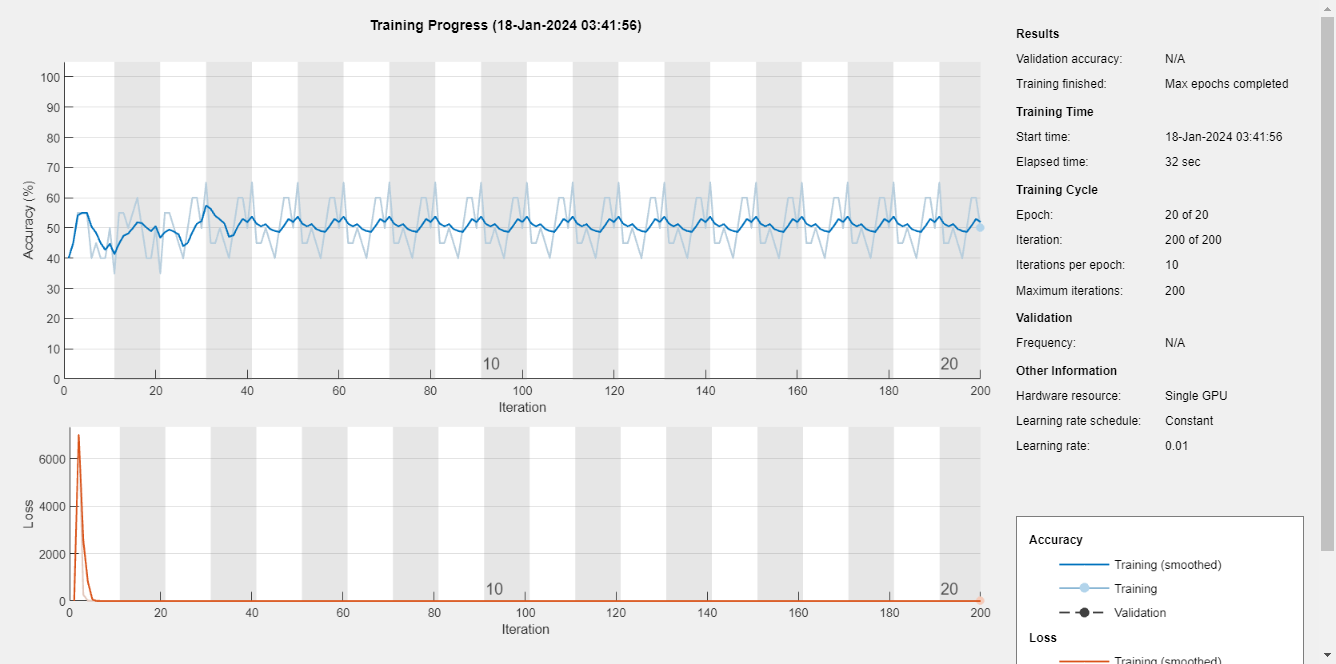 Training Progress (18-Jan-2024 03:41:56)
100
90
80
70
60
50
40
30
20
10
0
Accuracy (%)
10
20
0 20 40 60 80 100 120 140 160 180 200
Iteration
6000
4000
2000
0
Loss
10
20
0 20 40 60 80 100 120 140 160 180 200
Iteration
Results
Validation accuracy: N/A
Training finished: Max epochs completed
Training Time
Start time: 18-Jan-2024 03:41:56
Elapsed time: 32 sec
Training Cycle
Epoch: 20 of 20
Iteration: 200 of 200
Iterations per epoch: 10
Maximum iterations: 200
Validation
Frequency: N/A
Other Information
Hardware resource: Single GPU
Learning rate schedule: Constant
Learning rate: 0.01
Accuracy
Training (smoothed)
Training
Validation
Loss
Training (smoothed)